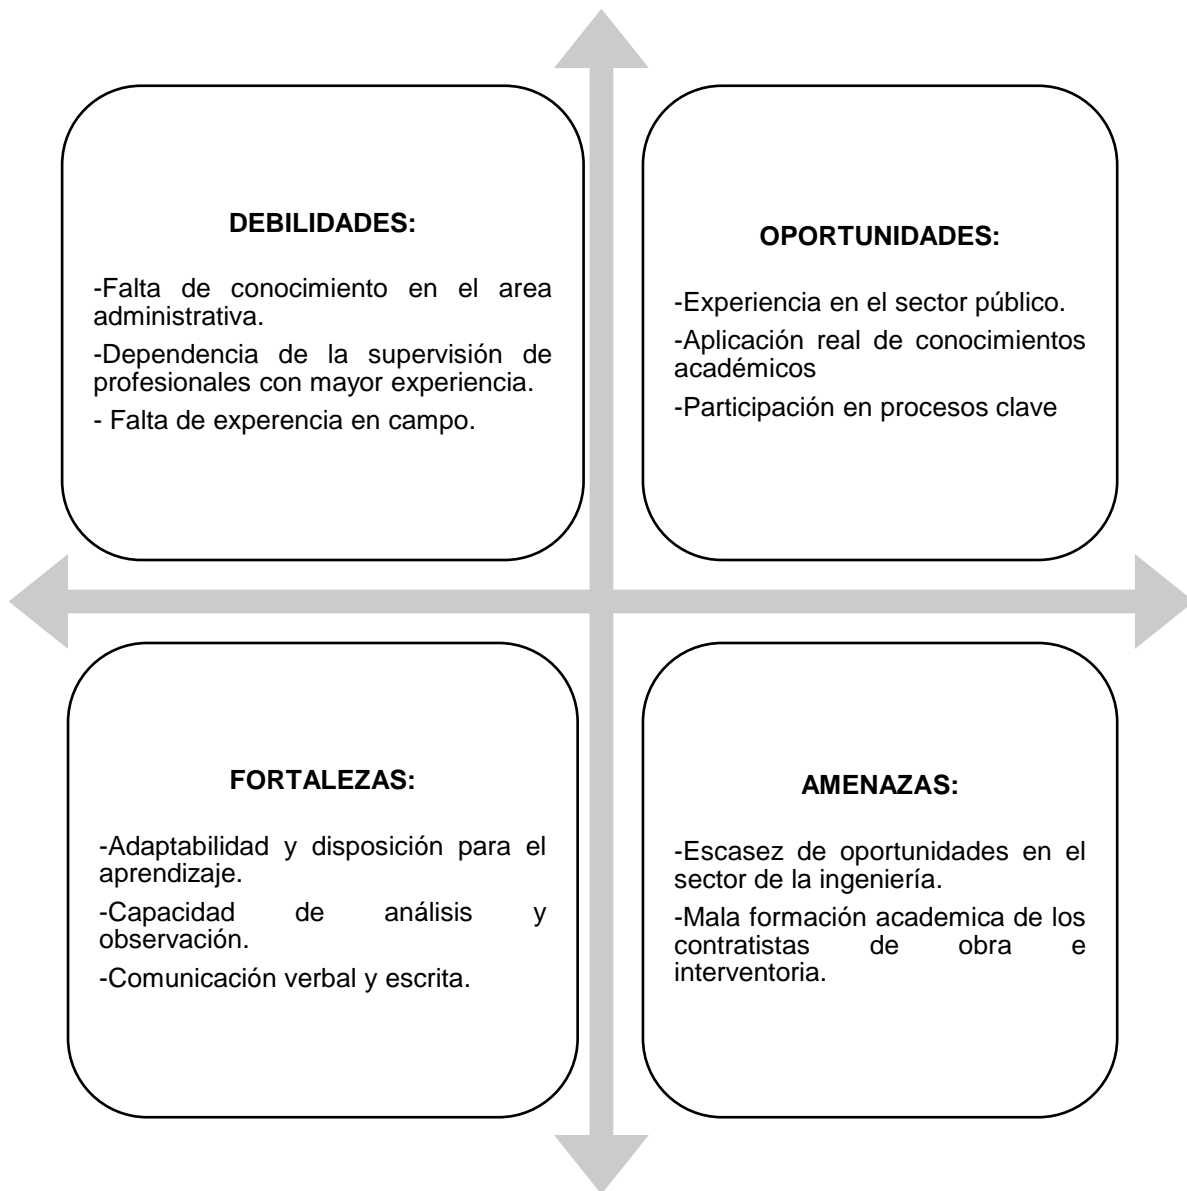 DEBILIDADES:
-Falta de conocimiento en el area
administrativa.
-Dependencia de la supervisión de
profesionales con mayor experiencia.
- Falta de experencia en campo.
OPORTUNIDADES:
-Experiencia en el sector público.
-Aplicación real de conocimientos
académicos
-Participación en procesos clave
FORTALEZAS:
-Adaptabilidad y disposición para el
aprendizaje.
-Capacidad de análisis y
observación.
-Comunicación verbal y escrita.
AMENAZAS:
-Escasez de oportunidades en el
sector de la ingeniería.
-Mala formación academica de los
contratistas de obra e
interventoria.